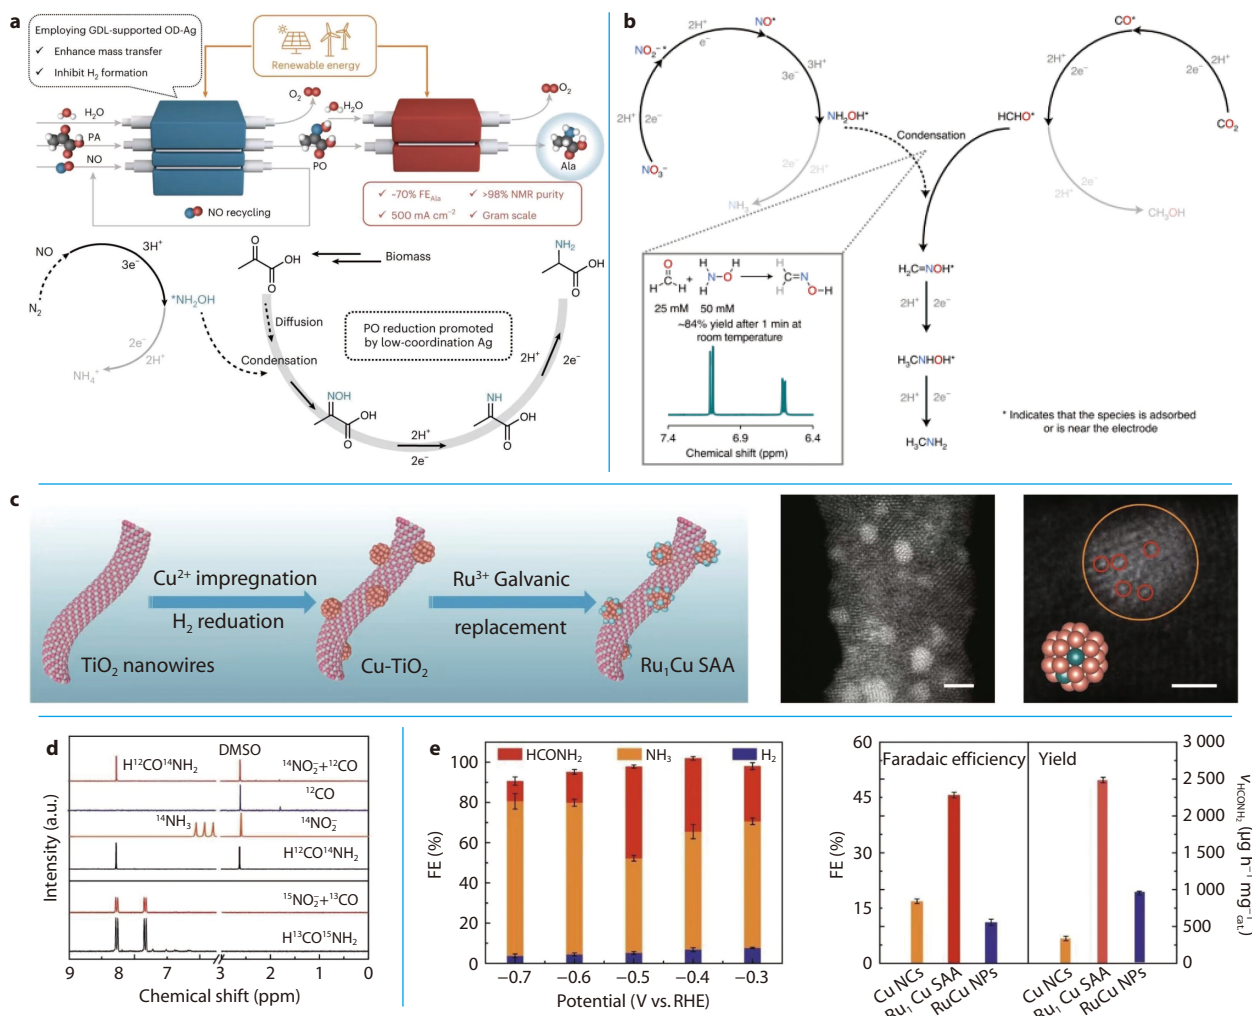 a
Employing GDL-supported OD-Ag
✓ Enhance mass transfer
✓ Inhibit H₂ formation
Renewable energy
H₂O
PA
NO
O₂
H₂O
PO
O₂
Ala
NO recycling
✓ ~70% FE_Ala ✓ >98% NMR purity
✓ 500 mA cm⁻² ✓ Gram scale
NO
3H⁺
3e⁻
N₂
*NH₂OH
2e⁻
2H⁺
NH₄⁺
O
OH
O
Biomass
Diffusion
Condensation
PO reduction promoted
by low-coordination Ag
NH₂
OH
O
2H⁺
2e⁻
NOH
OH
O
2H⁺
2e⁻
NH
OH
O
b
2H⁺
e⁻
NO*
NO₂⁻*
3H⁺
3e⁻
2H⁺
2e⁻
NO₃⁻
NH₂OH*
2e⁻
2H⁺
NH₃
Condensation
CO*
2H⁺
2e⁻
2H⁺
2e⁻
CO₂
HCHO*
2e⁻
2H⁺
CH₃OH
O
C
H H
+
H H
N–O
H
H
C=N
H O–H
25 mM 50 mM
~84% yield after 1 min at
room temperature
7.4 6.9 6.4
Chemical shift (ppm)
H₂C=NOH*
2H⁺ 2e⁻
H₃CNHOH*
2H⁺ 2e⁻
H₃CNH₂
* Indicates that the species is adsorbed
or is near the electrode
c
Cu²⁺ impregnation
H₂ reduation
Ru³⁺ Galvanic
replacement
TiO₂ nanowires
Cu-TiO₂
Ru₁Cu SAA
d
DMSO
H¹²CO¹⁴NH₂
¹⁴NO₂⁻+¹²CO
¹²CO
¹⁴NH₃
¹⁴NO₂⁻
H¹²CO¹⁴NH₂
¹⁵NO₂⁻+¹³CO
H¹³CO¹⁵NH₂
Intensity (a.u.)
9 8 7 3 2 1 0
Chemical shift (ppm)
e
HCONH₂ NH₃ H₂
100
80
60
40
20
0
FE (%)
−0.7 −0.6 −0.5 −0.4 −0.3
Potential (V vs. RHE)
Faradaic efficiency
Yield
60
45
30
15
0
FE (%)
3 000
2 500
2 000
1 500
1 000
500
0
v_HCONH₂ (μg h⁻¹ mg⁻¹_cat.)
Cu NCs
Ru₁ Cu SAA
RuCu NPs
Cu NCs
Ru₁ Cu SAA
RuCu NPs